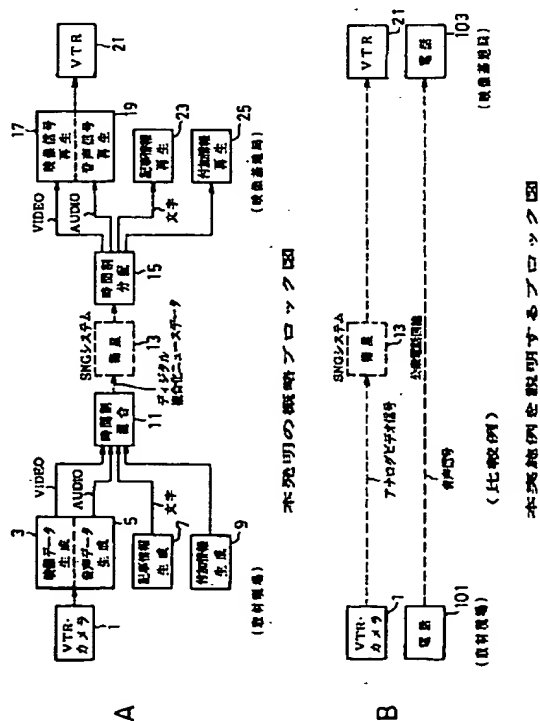 A
(取材現場)
VTR・
カメラ
1
3
映像データ
生成
音声データ
生成
5
記事情報
生成
7
付加情報
生成
9
VIDEO
AUDIO
文字
時間割
複合
11
ディジタル
複合化ニュースデータ
SNGシステム
衛星
13
時間割
分配
15
VIDEO
AUDIO
文字
17
映像信号
再生
音声信号
再生
19
VTR
21
記事情報
再生
23
付加情報
再生
25
(映像基地局)
本発明の概略ブロック図
B
VTR・
カメラ
1
アナログビデオ信号
SNGシステム
衛星
13
VTR
21
電話
101
音声信号
公衆電話回線
電話
103
(取材現場)
(映像基地局)
(比較例)
本実施例を説明するブロック図